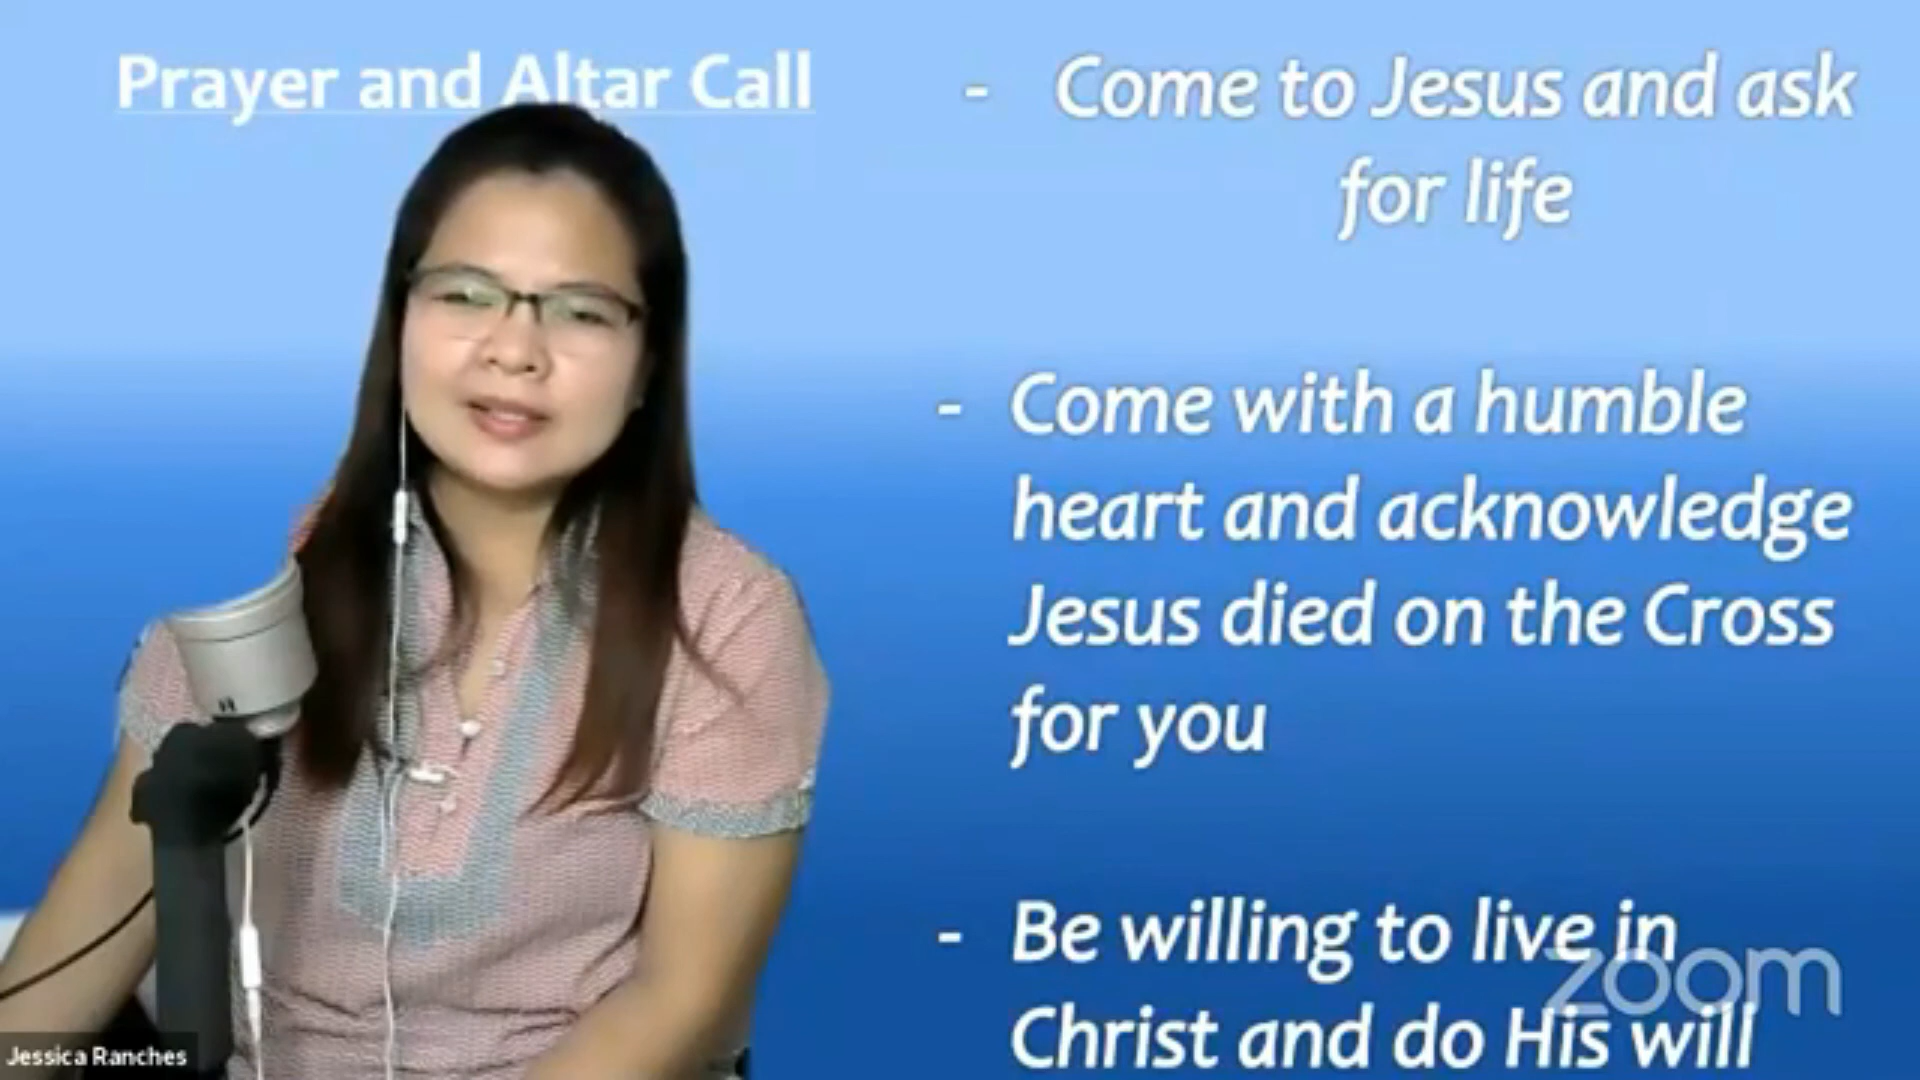 Prayer and Altar Call
- Come to Jesus and ask
for life
- Come with a humble
heart and acknowledge
Jesus died on the Cross
for you
- Be willing to live in
Christ and do His will
zoom
Jessica Ranches